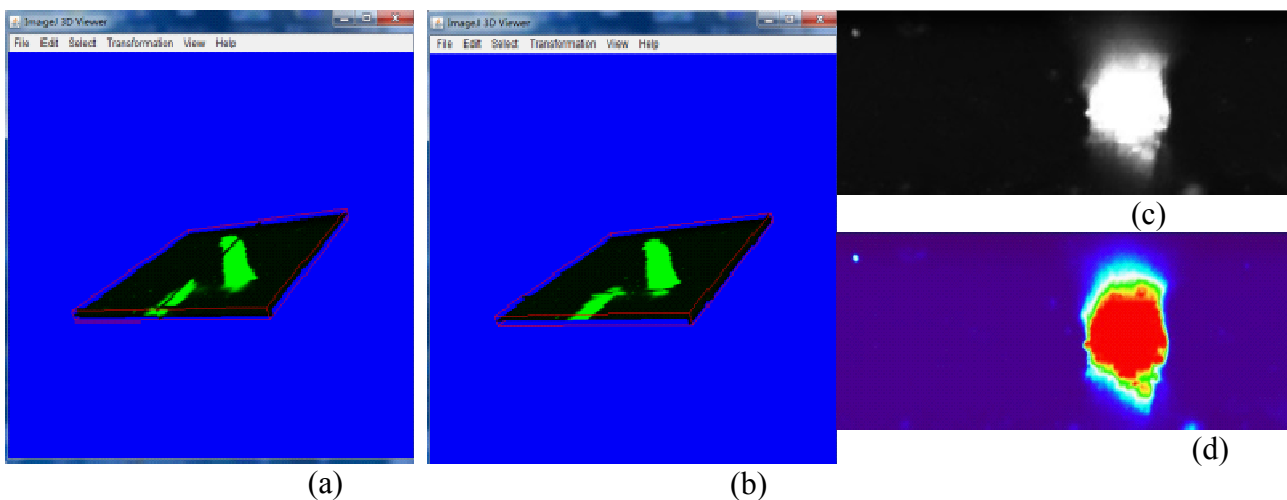 ImageJ 3D Viewer
File Edit Select Transformation View Help
(a)
ImageJ 3D Viewer
File Edit Select Transformation View Help
(b)
(c)
(d)